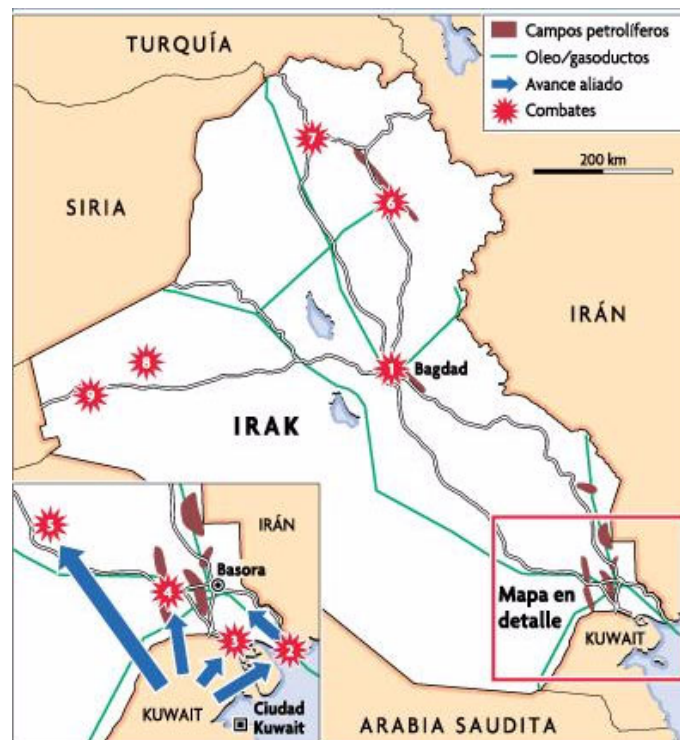 TURQUÍA
Campos petrolíferos
Oleo/gasoductos
Avance aliado
Combates
200 km
SIRIA
7
6
IRÁN
8
9
1
Bagdad
IRAK
5
IRÁN
4
Basora
3
2
KUWAIT
Ciudad
Kuwait
Mapa en
detalle
KUWAIT
ARABIA SAUDITA